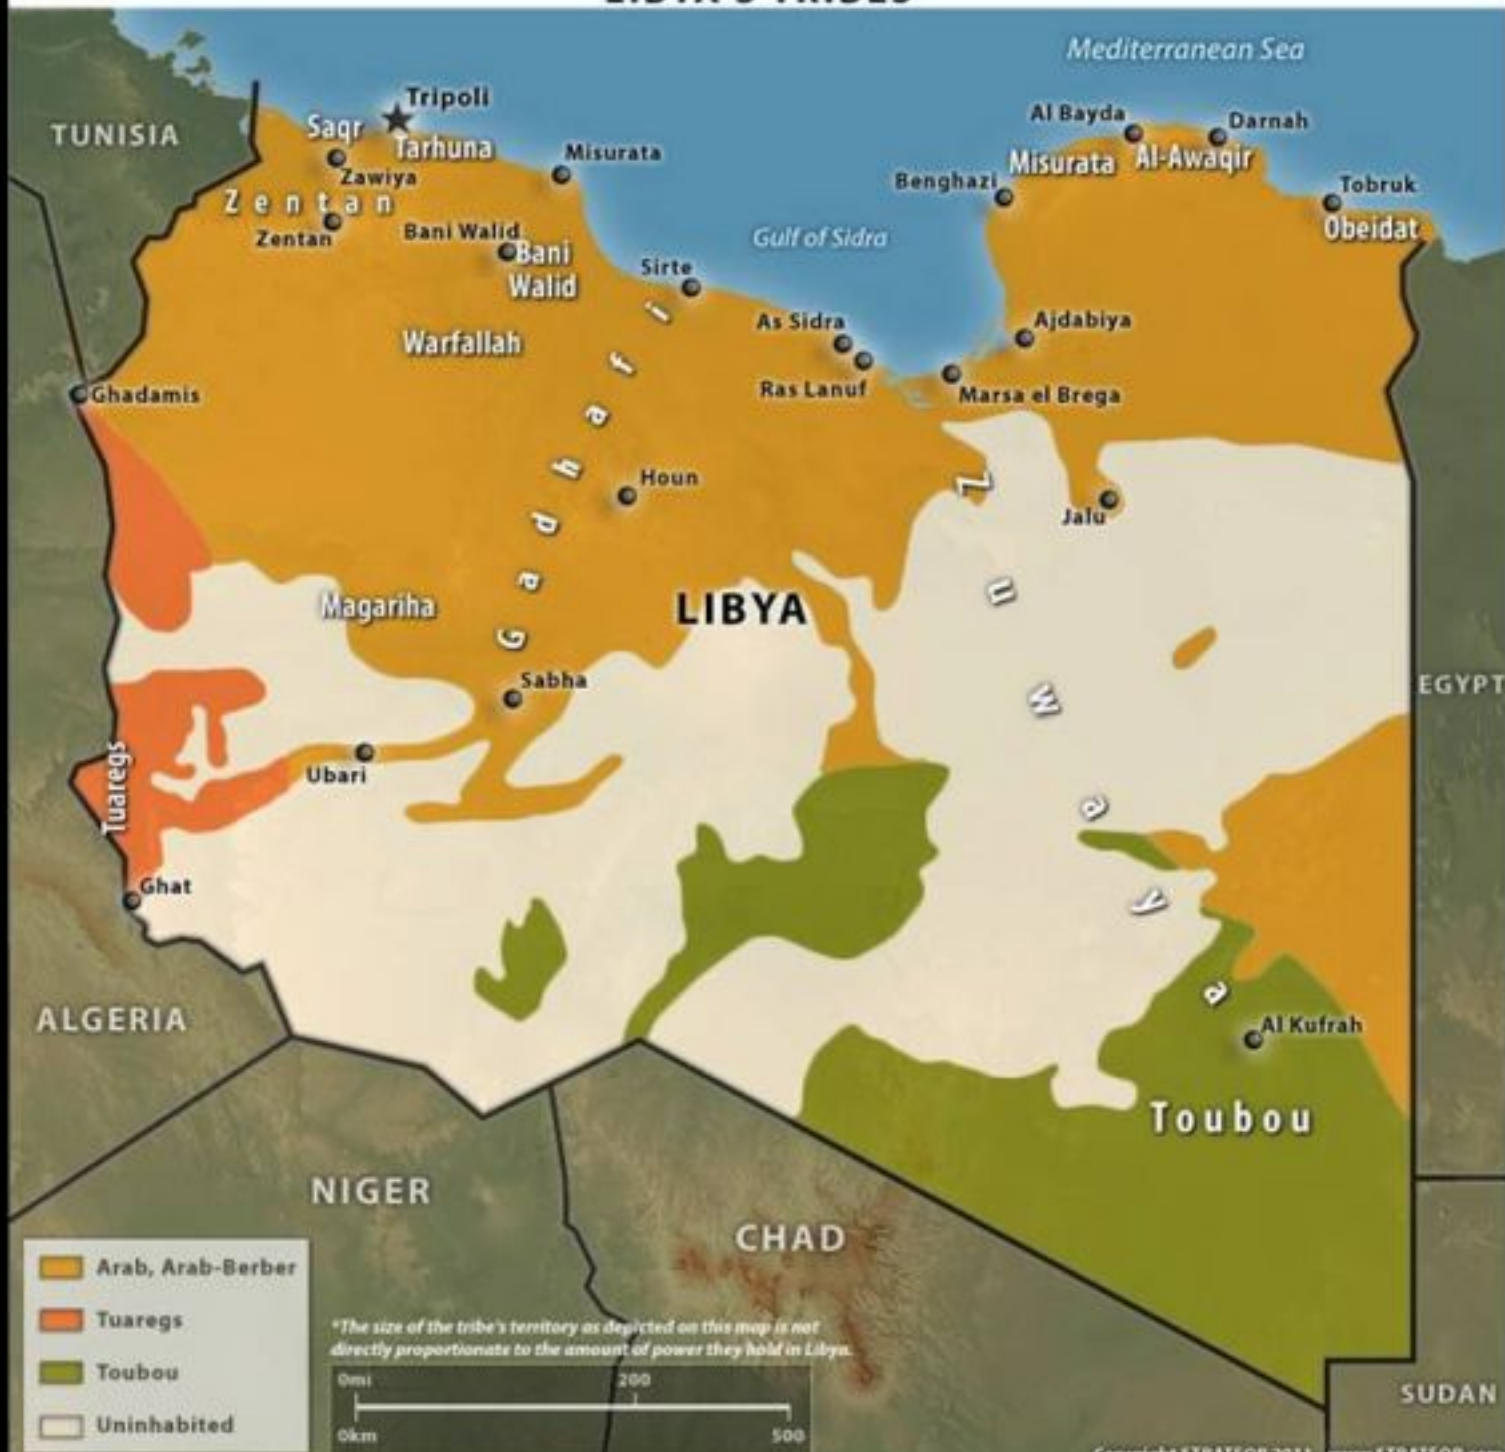 Mediterranean Sea
TUNISIA
Tripoli
Saqr
Tarhuna
Zawiya
Misurata
Zentan
Zentan
Bani Walid
Bani
Walid
Al Bayda
Darnah
Misurata
Al-Awaqir
Benghazi
Tobruk
Obeidat
Gulf of Sidra
Sirte
As Sidra
Ras Lanuf
Ajdabiya
Marsa el Brega
Warfallah
Ghadamis
Gadhafi
Houn
Zuwaya
Jalu
Magariha
LIBYA
Sabha
EGYPT
Ubari
Tuaregs
Ghat
ALGERIA
Al Kufrah
Toubou
NIGER
CHAD
SUDAN
Arab, Arab-Berber
Tuaregs
Toubou
Uninhabited
*The size of the tribe's territory as depicted on this map is not
directly proportionate to the amount of power they hold in Libya.
0mi 200
0km 500